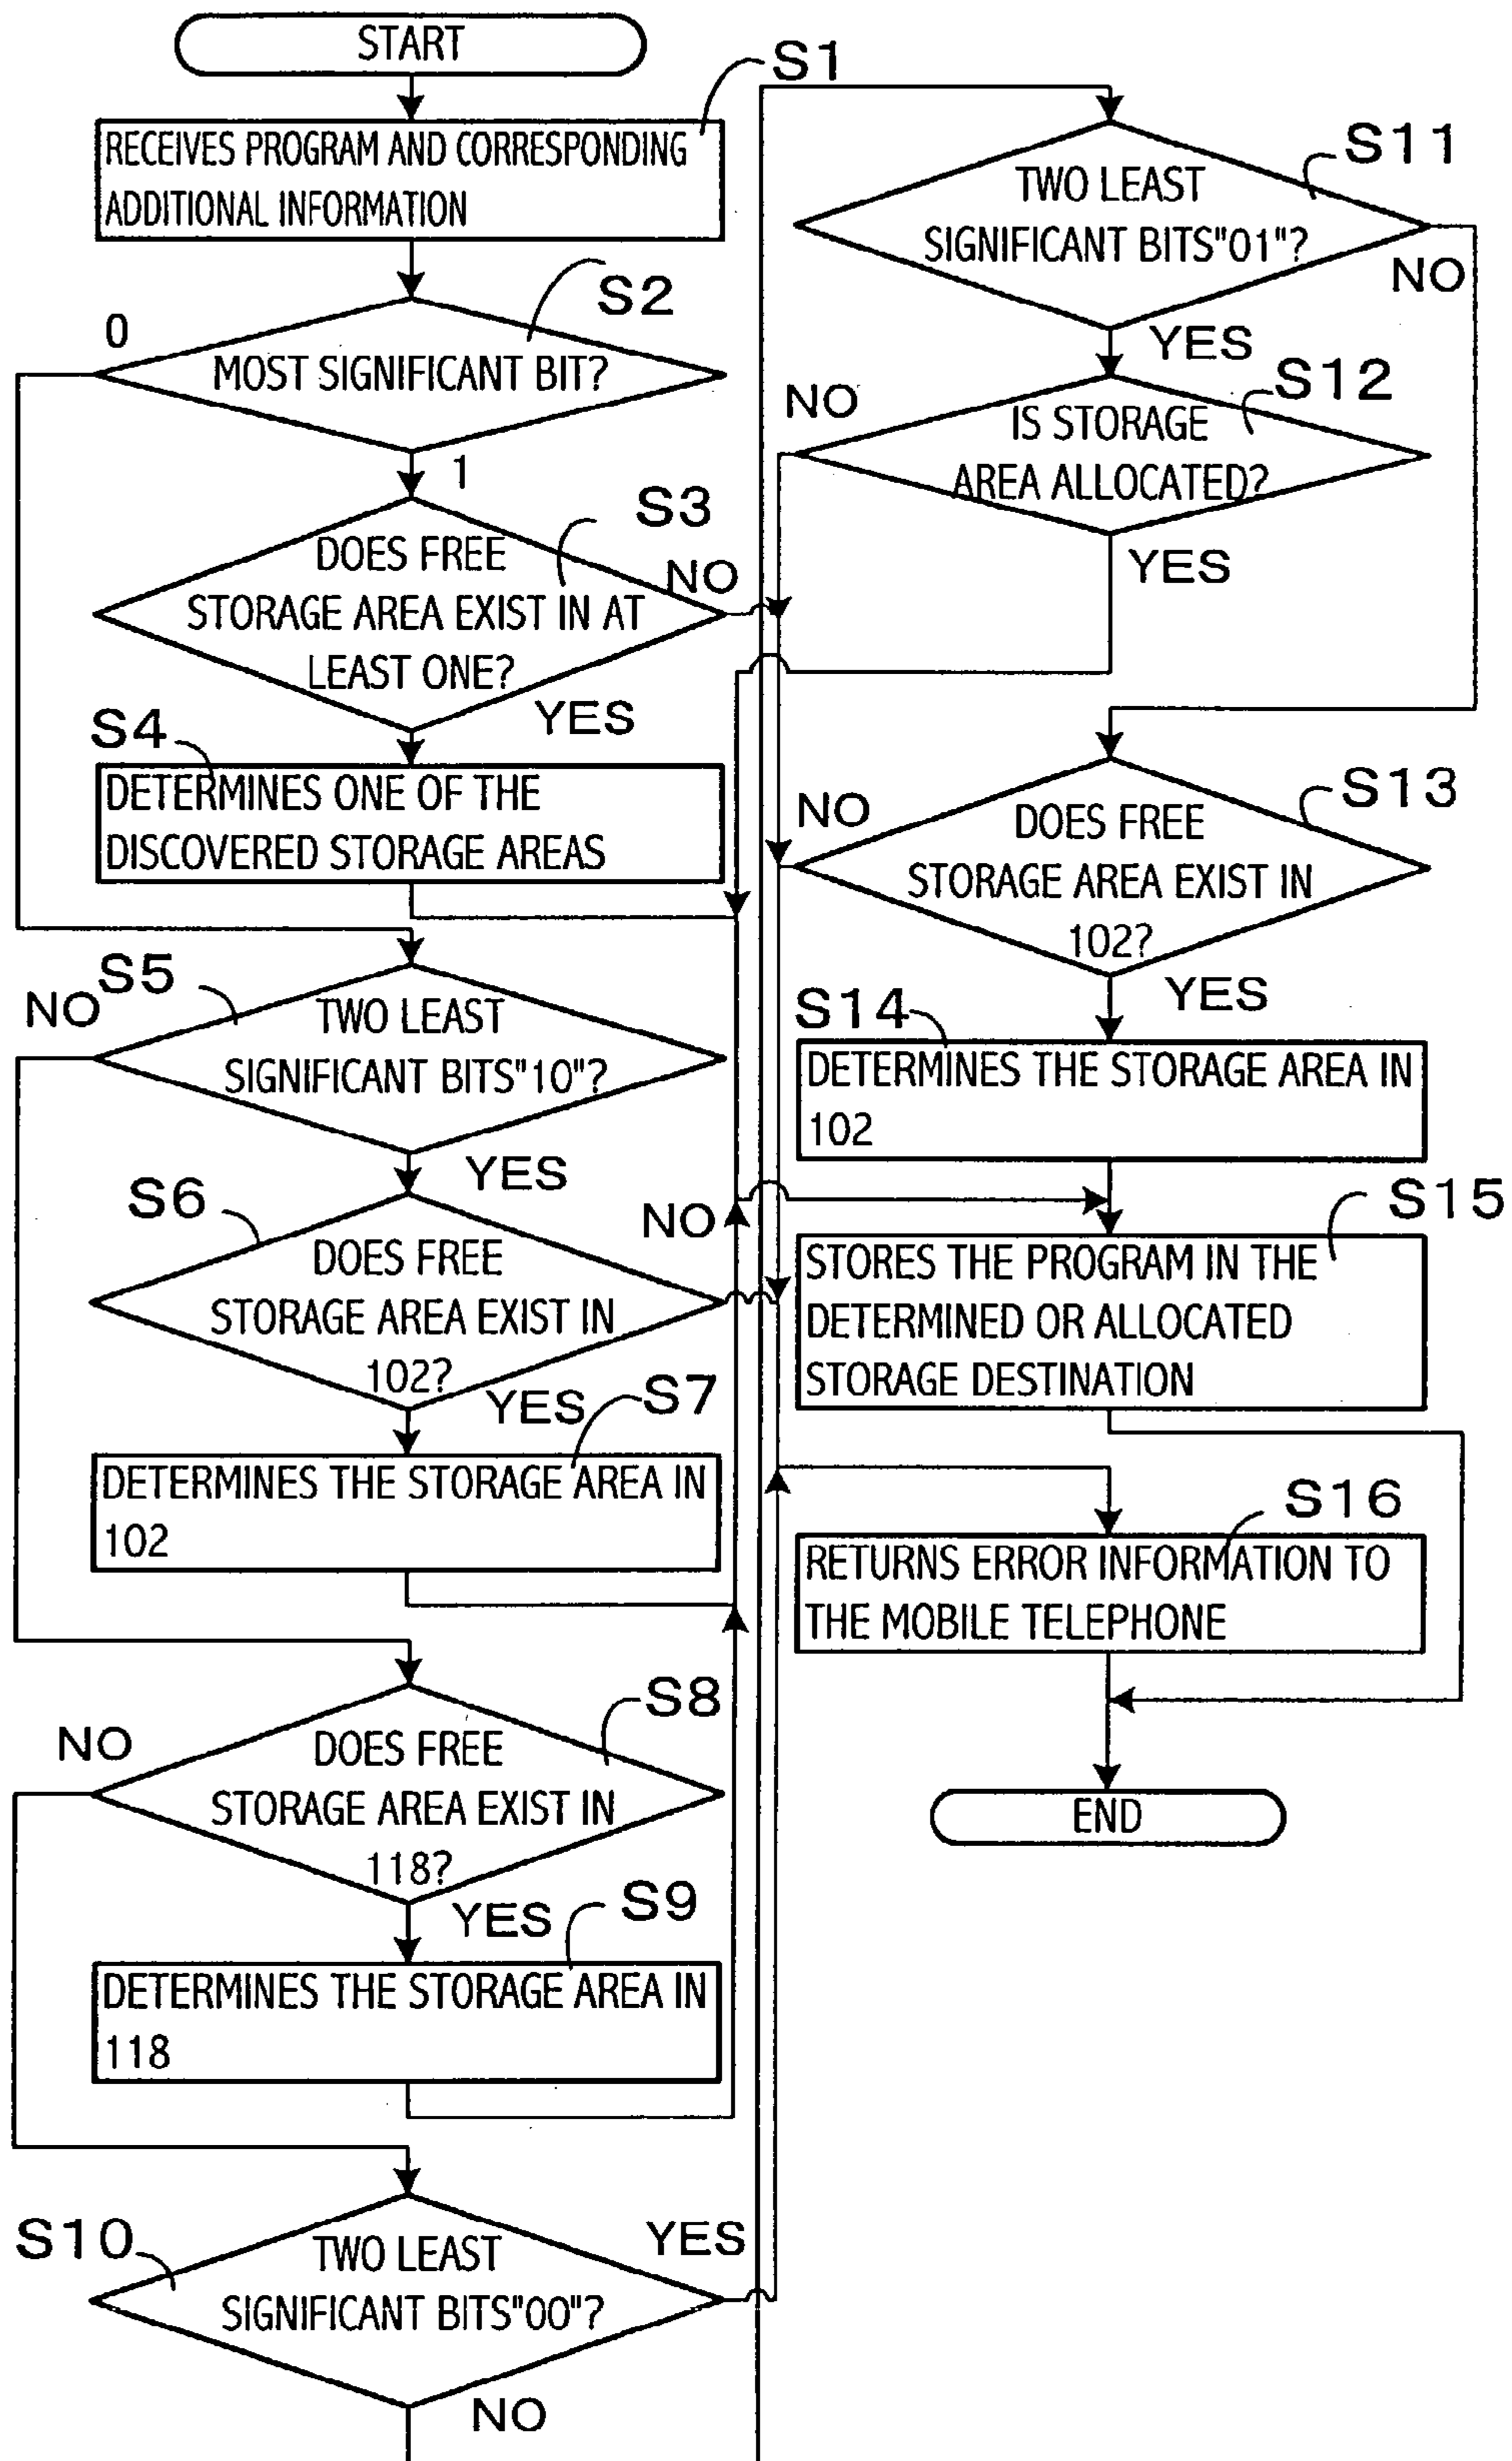 START
S1
RECEIVES PROGRAM AND CORRESPONDING
ADDITIONAL INFORMATION
S2
0
MOST SIGNIFICANT BIT?
1
S3
DOES FREE
STORAGE AREA EXIST IN AT
LEAST ONE?
NO
YES
S4
DETERMINES ONE OF THE
DISCOVERED STORAGE AREAS
S5
NO
TWO LEAST
SIGNIFICANT BITS"10"?
YES
S6
NO
DOES FREE
STORAGE AREA EXIST IN
102?
YES
S7
DETERMINES THE STORAGE AREA IN
102
S8
NO
DOES FREE
STORAGE AREA EXIST IN
118?
YES
S9
DETERMINES THE STORAGE AREA IN
118
S10
YES
TWO LEAST
SIGNIFICANT BITS"00"?
NO
S11
TWO LEAST
SIGNIFICANT BITS"01"?
NO
YES
S12
NO
IS STORAGE
AREA ALLOCATED?
YES
S13
NO
DOES FREE
STORAGE AREA EXIST IN
102?
YES
S14
DETERMINES THE STORAGE AREA IN
102
S15
STORES THE PROGRAM IN THE
DETERMINED OR ALLOCATED
STORAGE DESTINATION
S16
RETURNS ERROR INFORMATION TO
THE MOBILE TELEPHONE
END